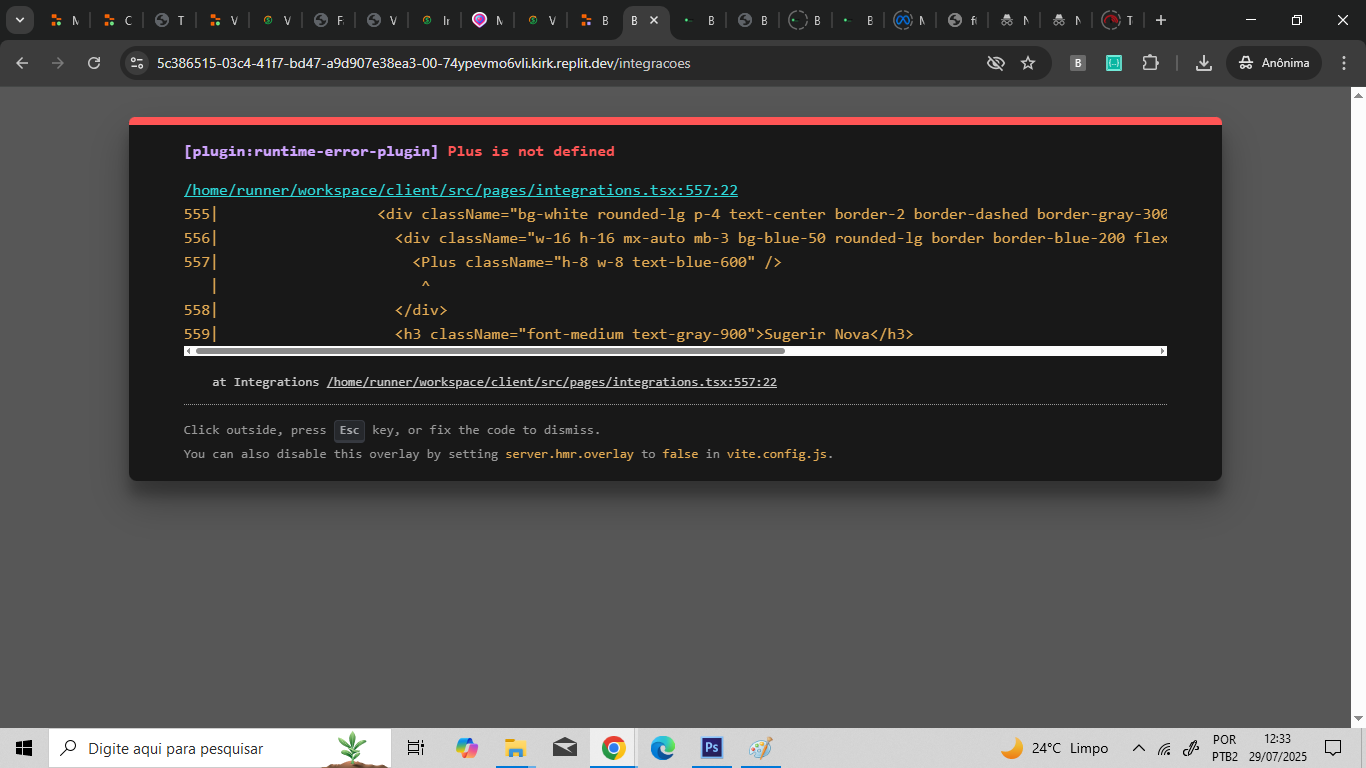 M
C
T
V
V
F
V
In
M
V
B
B
B
B
B
B
M
f
N
N
T
5c386515-03c4-41f7-bd47-a9d907e38ea3-00-74ypevmo6vli.kirk.replit.dev/integracoes
B
{...}
Anônima
[plugin:runtime-error-plugin] Plus is not defined
/home/runner/workspace/client/src/pages/integrations.tsx:557:22
555| <div className="bg-white rounded-lg p-4 text-center border-2 border-dashed border-gray-300
556| <div className="w-16 h-16 mx-auto mb-3 bg-blue-50 rounded-lg border border-blue-200 flex
557| <Plus className="h-8 w-8 text-blue-600" />
| ^
558| </div>
559| <h3 className="font-medium text-gray-900">Sugerir Nova</h3>
at Integrations /home/runner/workspace/client/src/pages/integrations.tsx:557:22
Click outside, press Esc key, or fix the code to dismiss.
You can also disable this overlay by setting server.hmr.overlay to false in vite.config.js.
Digite aqui para pesquisar
Ps
24°C Limpo
POR
PTB2
12:33
29/07/2025